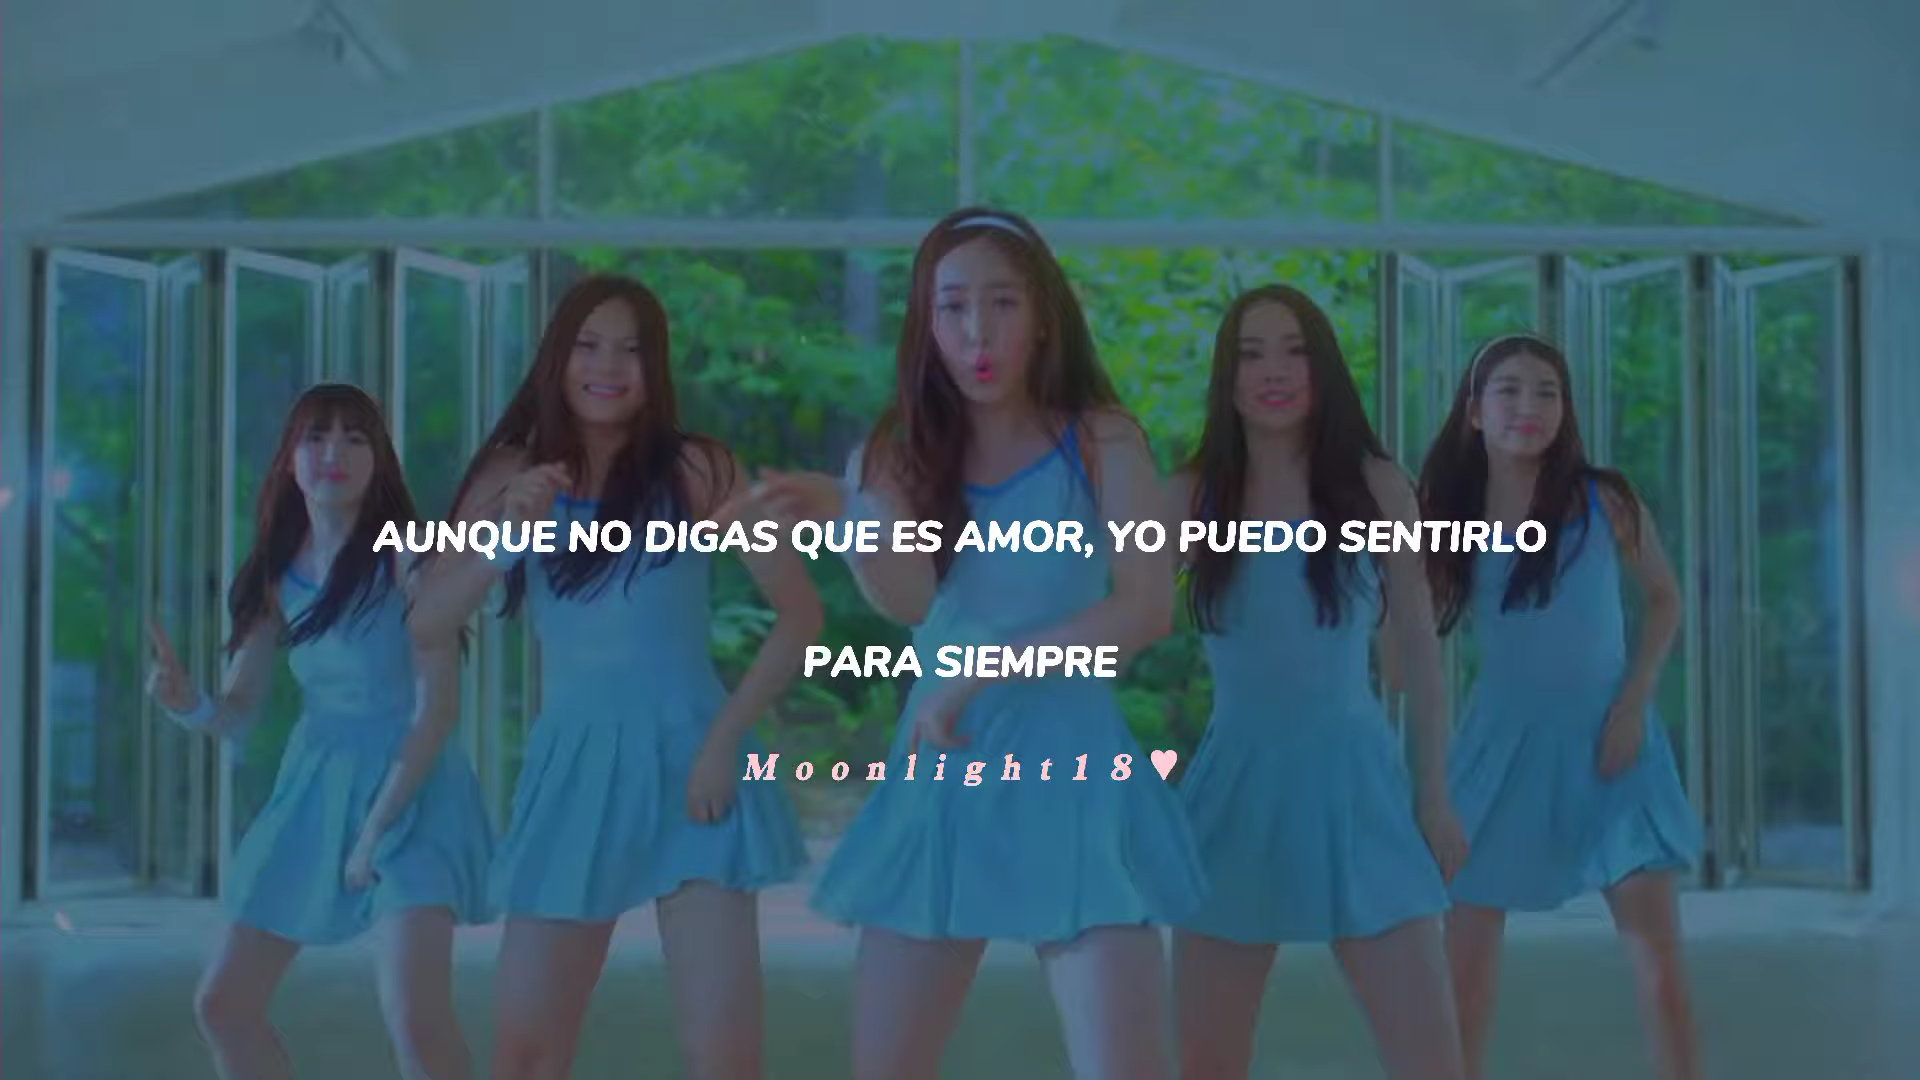 AUNQUE NO DIGAS QUE ES AMOR, YO PUEDO SENTIRLO
PARA SIEMPRE
Moonlight18♥